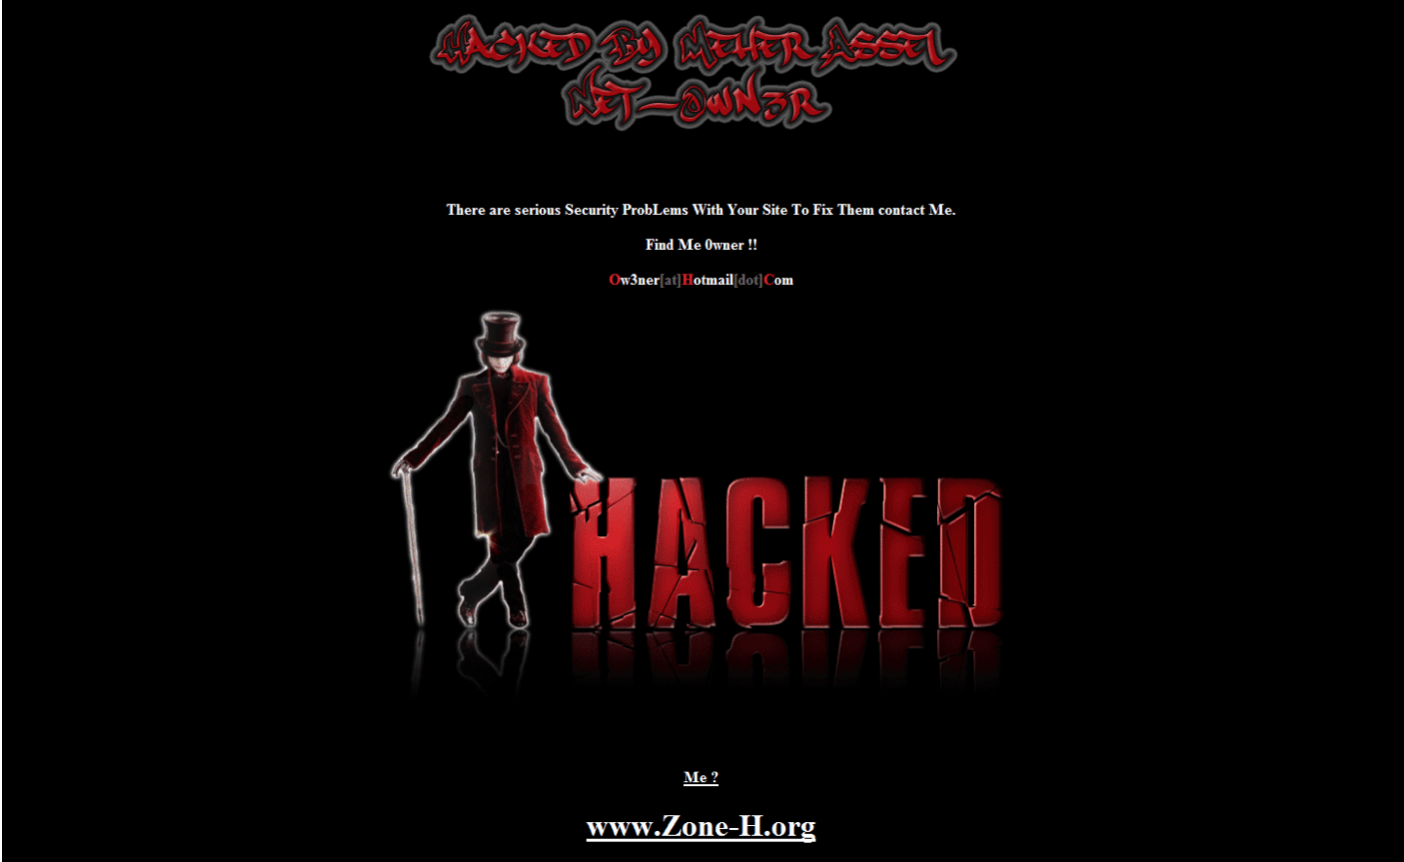 Hacked By Meher Assel
Net-Own3r
There are serious Security ProbLems With Your Site To Fix Them contact Me.
Find Me 0wner !!
Ow3ner[at]Hotmail[dot]Com
HACKED
Me ?
www.Zone-H.org